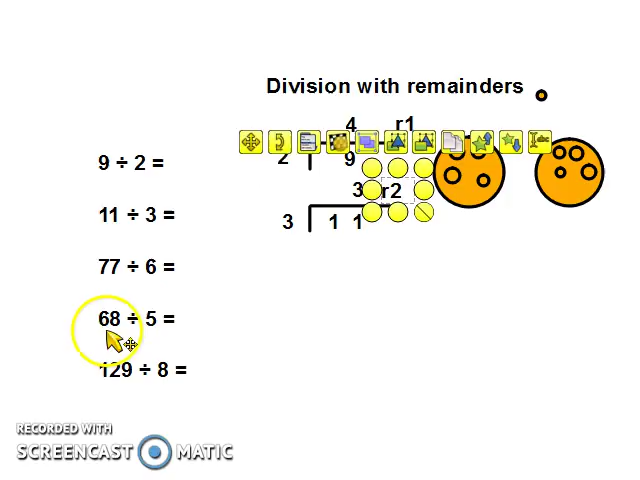 Division with remainders
4 r1
2 9
9 ÷ 2 =
3 r2
11 ÷ 3 =
3 1 1
77 ÷ 6 =
68 ÷ 5 =
129 ÷ 8 =
RECORDED WITH
SCREENCAST MATIC